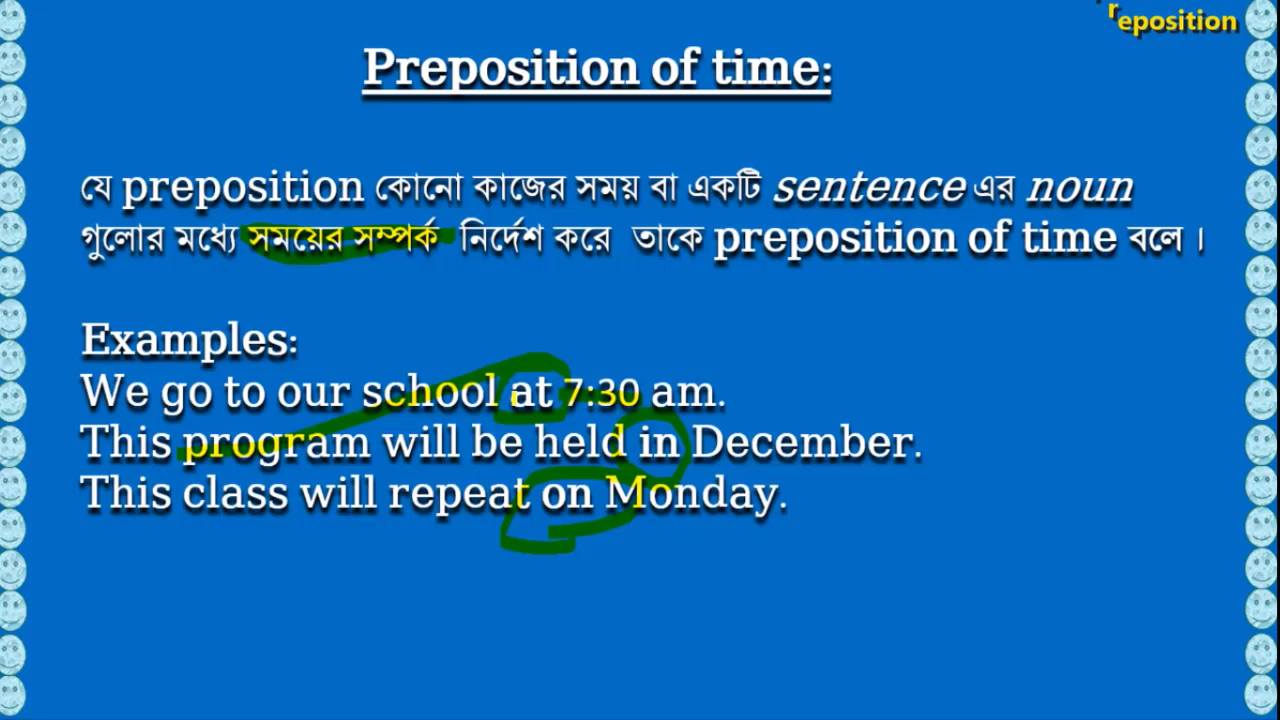 reposition
Preposition of time:
যে preposition কোনো কাজের সময় বা একটি sentence এর noun
গুলোর মধ্যে সময়ের সম্পর্ক নির্দেশ করে তাকে preposition of time বলে।
Examples:
We go to our school at 7:30 am.
This program will be held in December.
This class will repeat on Monday.